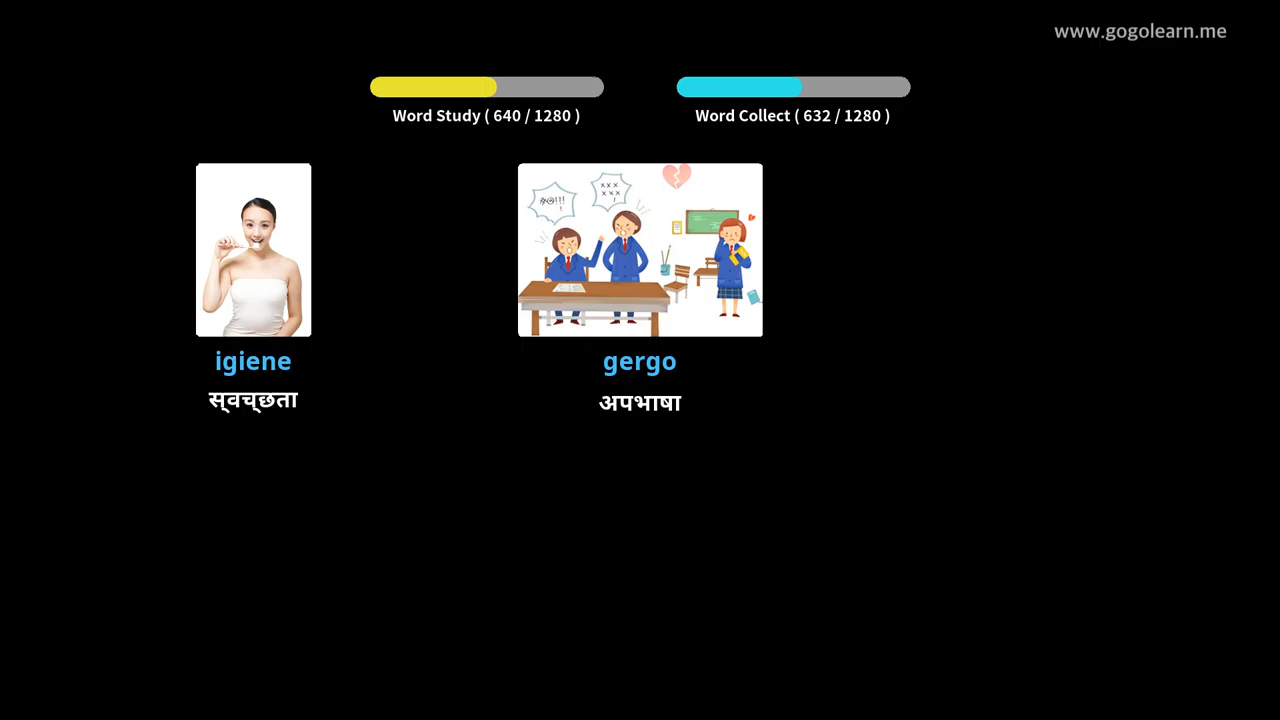 www.gogolearn.me
Word Study ( 640 / 1280 )
Word Collect ( 632 / 1280 )
#@!!!
!
x x x
x x x
!
igiene
gergo
स्वच्छता
अपभाषा